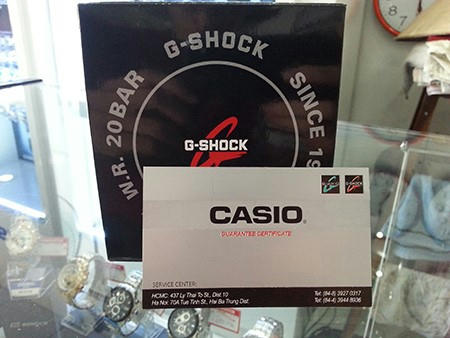 G-SHOCK
W.R. 20BAR
SINCE 19
G-SHOCK
CASIO
GUARANTEE CERTIFICATE
SERVICE CENTER:
HCMC: 437 Ly Thai To St., Dist 10 Tel: (84-8) 3927 0317
Ha Noi: 70A Tue Tinh St., Hai Ba Trung Dist. Tel: (84-4) 3944 8936